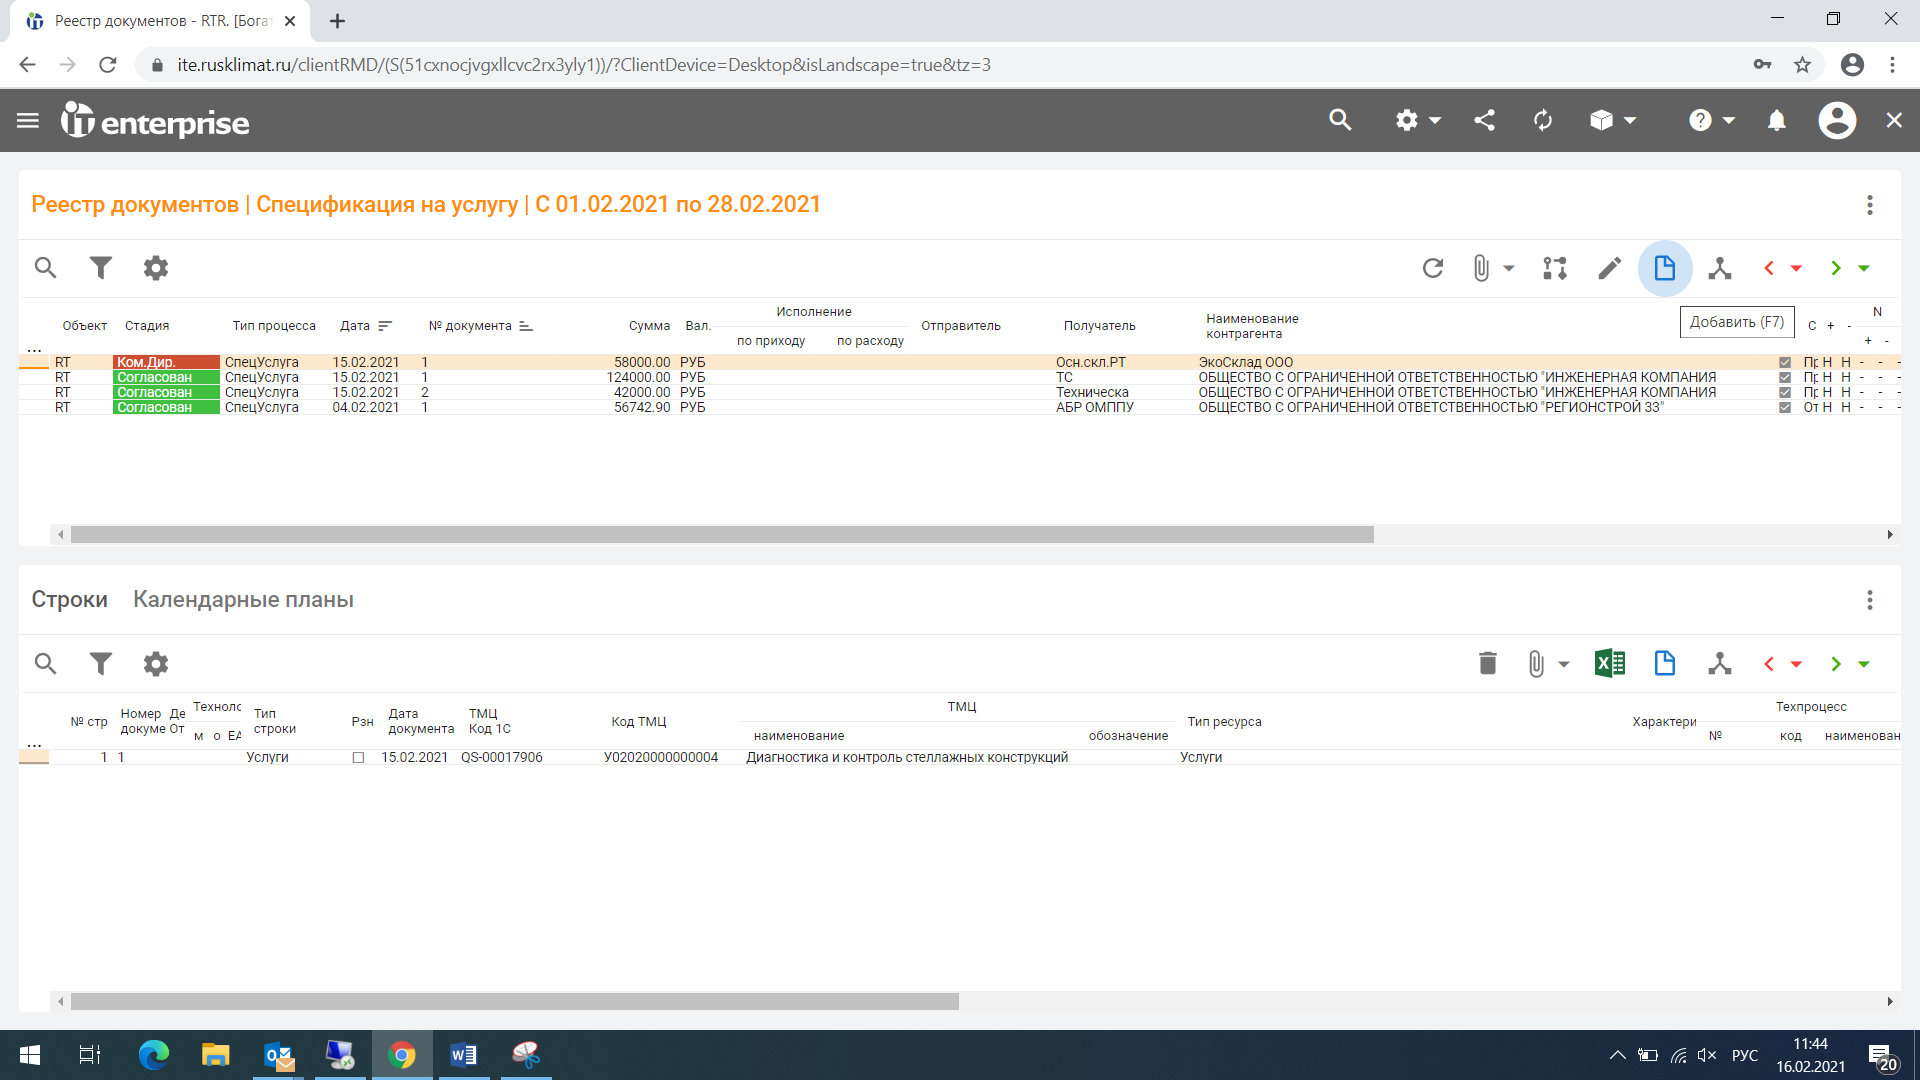 Реестр документов - RTR. [Богат
ite.rusklimat.ru/clientRMD/(S(51cxnocjvgxllcvc2rx3yly1))/?ClientDevice=Desktop&isLandscape=true&tz=3
it enterprise
Реестр документов | Спецификация на услугу | С 01.02.2021 по 28.02.2021
Объект Стадия Тип процесса Дата № документа Сумма Вал. Исполнение по приходу по расходу Отправитель Получатель Наименование контрагента Добавить (F7) С + - N + -
...
RT Ком.Дир. СпецУслуга 15.02.2021 1 58000.00 РУБ Осн.скл.РТ ЭкоСклад ООО Пр Н Н - - -
RT Согласован СпецУслуга 15.02.2021 1 124000.00 РУБ ТС ОБЩЕСТВО С ОГРАНИЧЕННОЙ ОТВЕТСТВЕННОСТЬЮ "ИНЖЕНЕРНАЯ КОМПАНИЯ Пр Н Н - - -
RT Согласован СпецУслуга 15.02.2021 2 42000.00 РУБ Техническа ОБЩЕСТВО С ОГРАНИЧЕННОЙ ОТВЕТСТВЕННОСТЬЮ "ИНЖЕНЕРНАЯ КОМПАНИЯ Пр Н Н - - -
RT Согласован СпецУслуга 04.02.2021 1 56742.90 РУБ АБР ОМППУ ОБЩЕСТВО С ОГРАНИЧЕННОЙ ОТВЕТСТВЕННОСТЬЮ "РЕГИОНСТРОЙ 33" От Н Н - - -
Строки Календарные планы
№ стр Номер докуме Де От Техноло м о ЕА Тип строки Рзн Дата документа ТМЦ Код 1С Код ТМЦ ТМЦ наименование обозначение Тип ресурса Характери Техпроцесс № код наименован
...
1 1 Услуги 15.02.2021 QS-00017906 У02020000000004 Диагностика и контроль стеллажных конструкций Услуги
РУС
11:44
16.02.2021
20